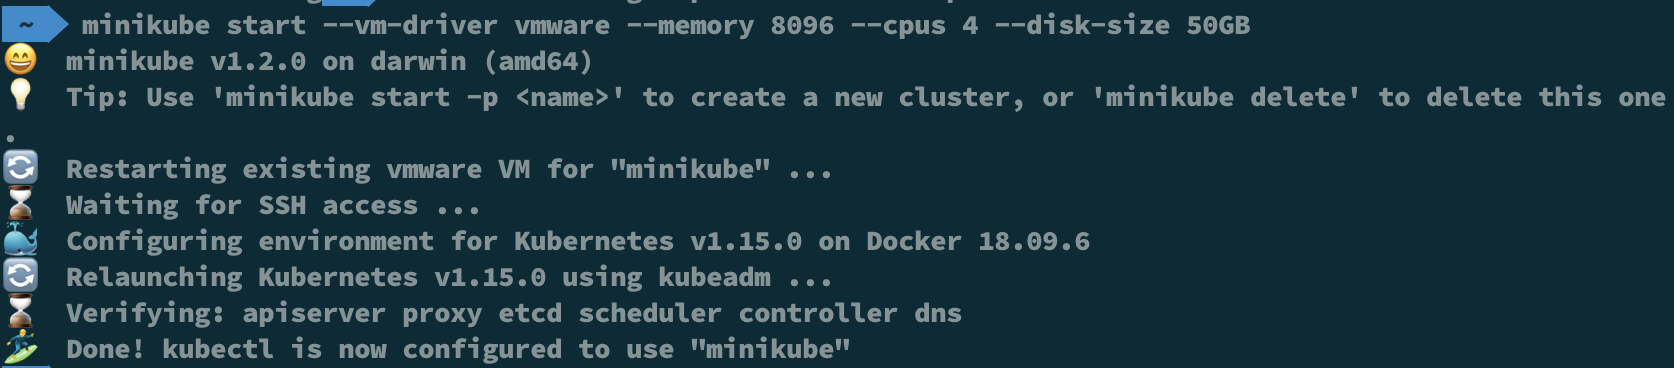 ~ minikube start --vm-driver vmware --memory 8096 --cpus 4 --disk-size 50GB
😄 minikube v1.2.0 on darwin (amd64)
💡 Tip: Use 'minikube start -p <name>' to create a new cluster, or 'minikube delete' to delete this one
.
🔄 Restarting existing vmware VM for "minikube" ...
⌛ Waiting for SSH access ...
🐳 Configuring environment for Kubernetes v1.15.0 on Docker 18.09.6
🔄 Relaunching Kubernetes v1.15.0 using kubeadm ...
⌛ Verifying: apiserver proxy etcd scheduler controller dns
🏄 Done! kubectl is now configured to use "minikube"